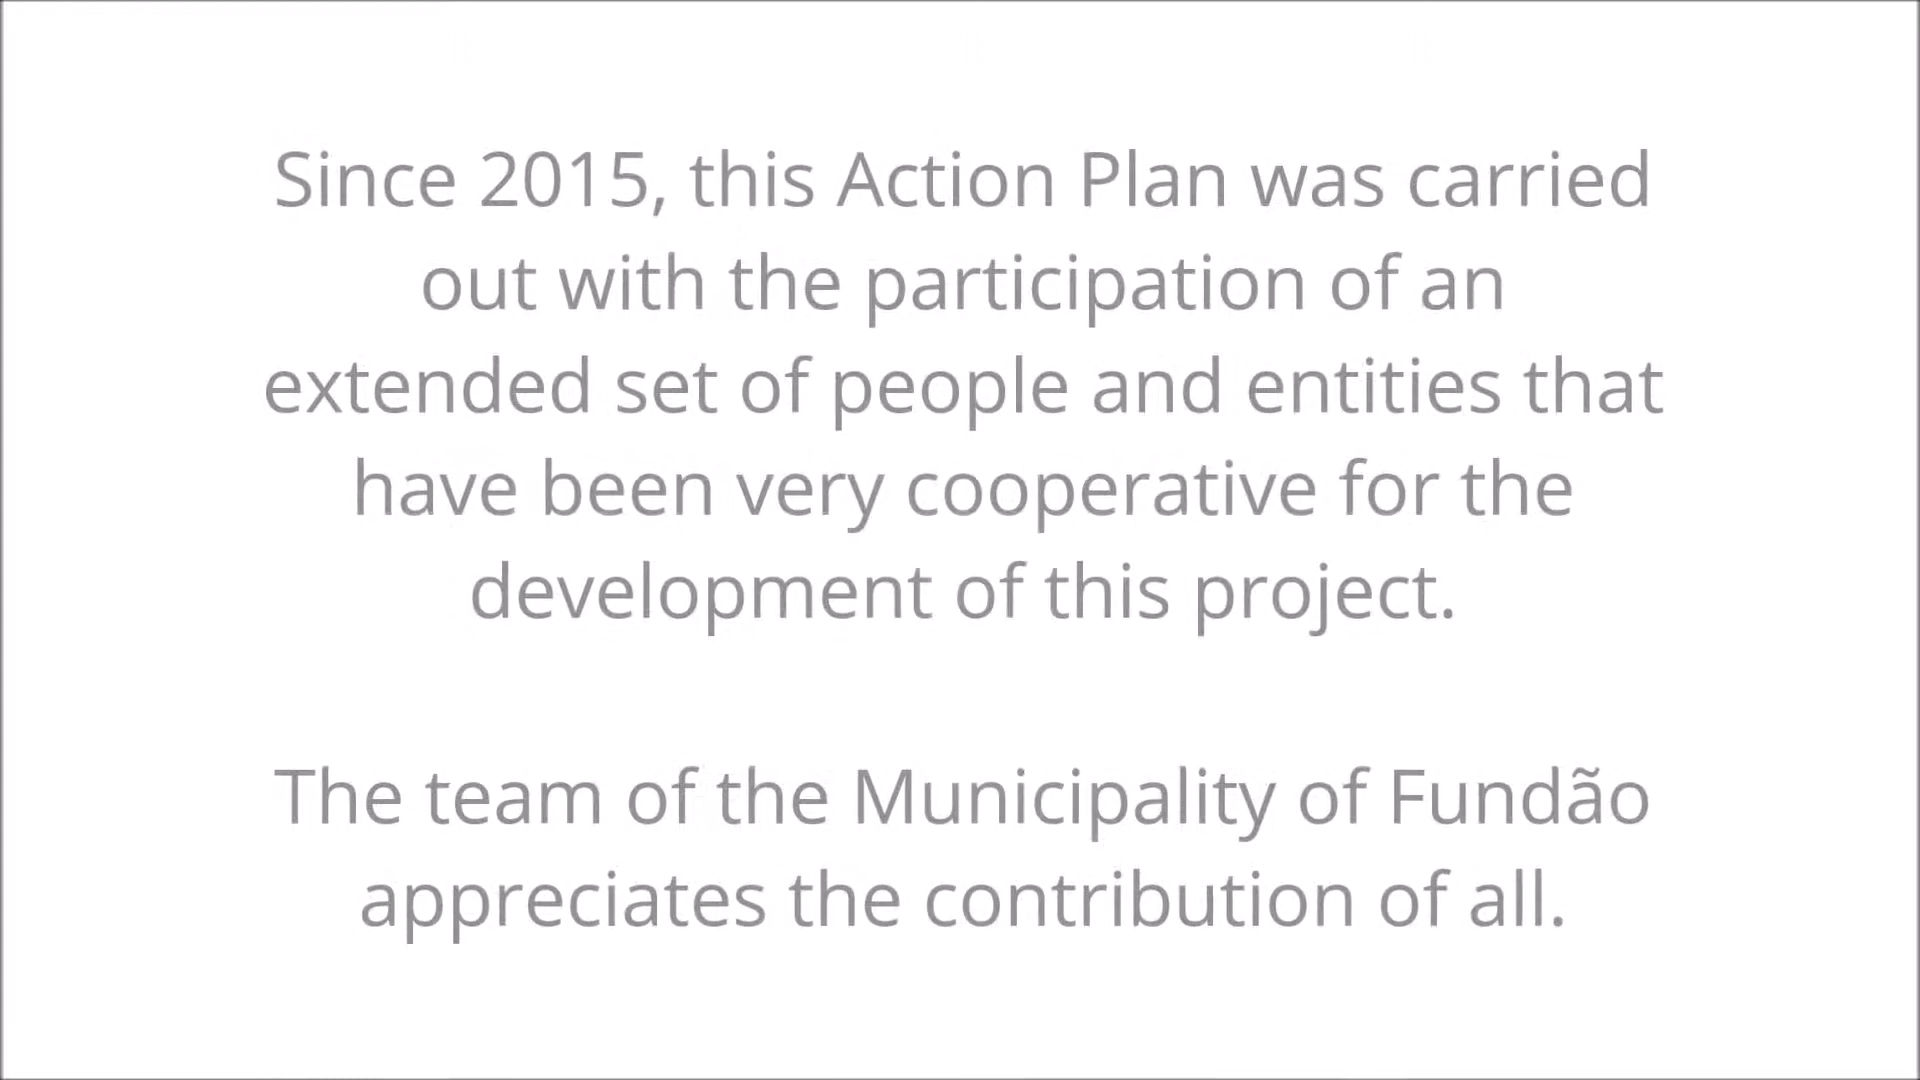 Since 2015, this Action Plan was carried
out with the participation of an
extended set of people and entities that
have been very cooperative for the
development of this project.
The team of the Municipality of Fundão
appreciates the contribution of all.